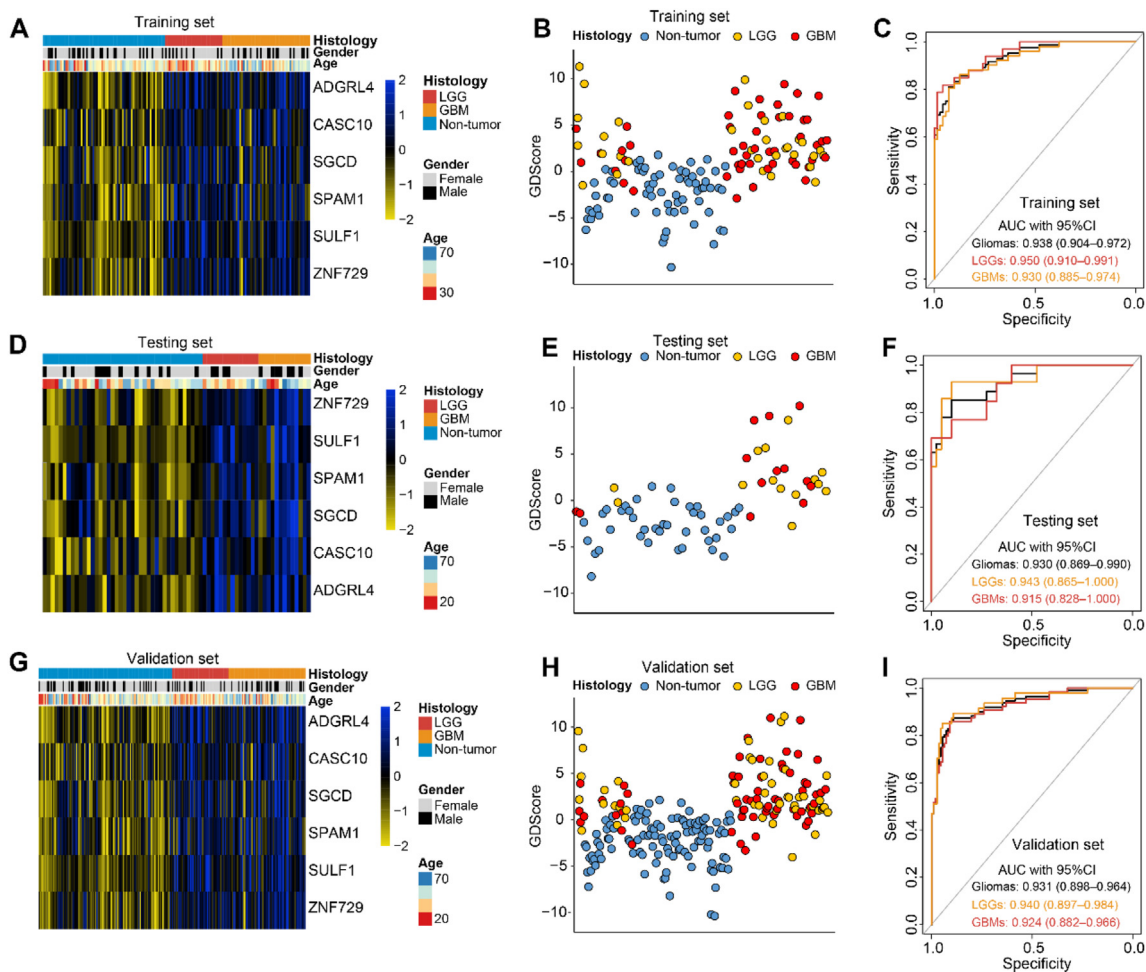 A
Training set
Histology
Gender
Age
ADGRL4
CASC10
SGCD
SPAM1
SULF1
ZNF729
2
1
0
−1
−2
Histology
LGG
GBM
Non-tumor
Gender
Female
Male
Age
70
30
B
Training set
Histology Non-tumor LGG GBM
GDScore
10
5
0
−5
−10
C
Sensitivity
1.0
0.8
0.6
0.4
0.2
0.0
Training set
AUC with 95%CI
Gliomas: 0.938 (0.904–0.972)
LGGs: 0.950 (0.910–0.991)
GBMs: 0.930 (0.885–0.974)
1.0 0.5 0.0
Specificity
D
Testing set
Histology
Gender
Age
ZNF729
SULF1
SPAM1
SGCD
CASC10
ADGRL4
2
1
0
−1
−2
Histology
LGG
GBM
Non-tumor
Gender
Female
Male
Age
70
20
E
Testing set
Histology Non-tumor LGG GBM
GDScore
10
5
0
−5
−10
F
Sensitivity
1.0
0.8
0.6
0.4
0.2
0.0
Testing set
AUC with 95%CI
Gliomas: 0.930 (0.869–0.990)
LGGs: 0.943 (0.865–1.000)
GBMs: 0.915 (0.828–1.000)
1.0 0.5 0.0
Specificity
G
Validation set
Histology
Gender
Age
ADGRL4
CASC10
SGCD
SPAM1
SULF1
ZNF729
2
1
0
−1
−2
Histology
LGG
GBM
Non-tumor
Gender
Female
Male
Age
70
20
H
Validation set
Histology Non-tumor LGG GBM
GDScore
10
5
0
−5
−10
I
Sensitivity
1.0
0.8
0.6
0.4
0.2
0.0
Validation set
AUC with 95%CI
Gliomas: 0.931 (0.898–0.964)
LGGs: 0.940 (0.897–0.984)
GBMs: 0.924 (0.882–0.966)
1.0 0.5 0.0
Specificity